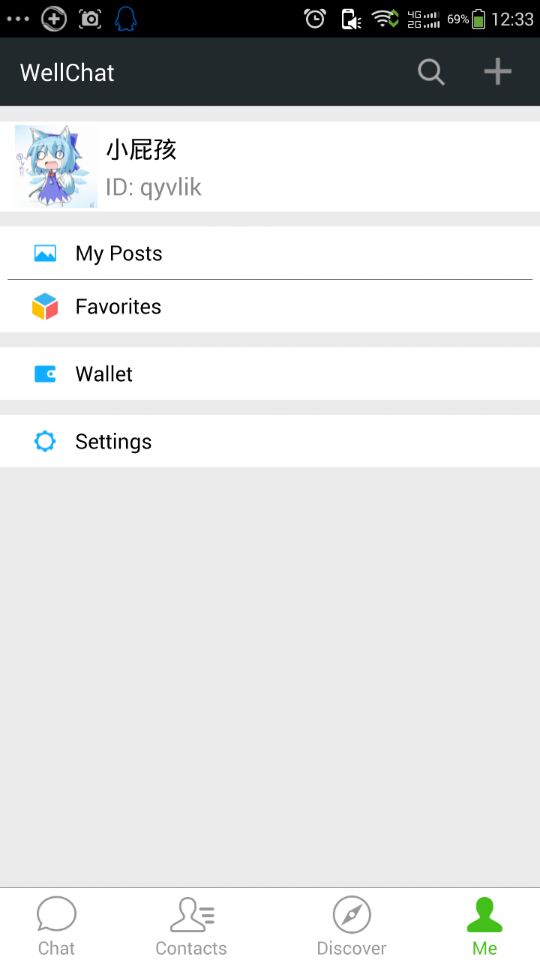 4G
2G
69%
12:33
WellChat
小屁孩
ID: qyvlik
My Posts
Favorites
Wallet
Settings
Chat
Contacts
Discover
Me